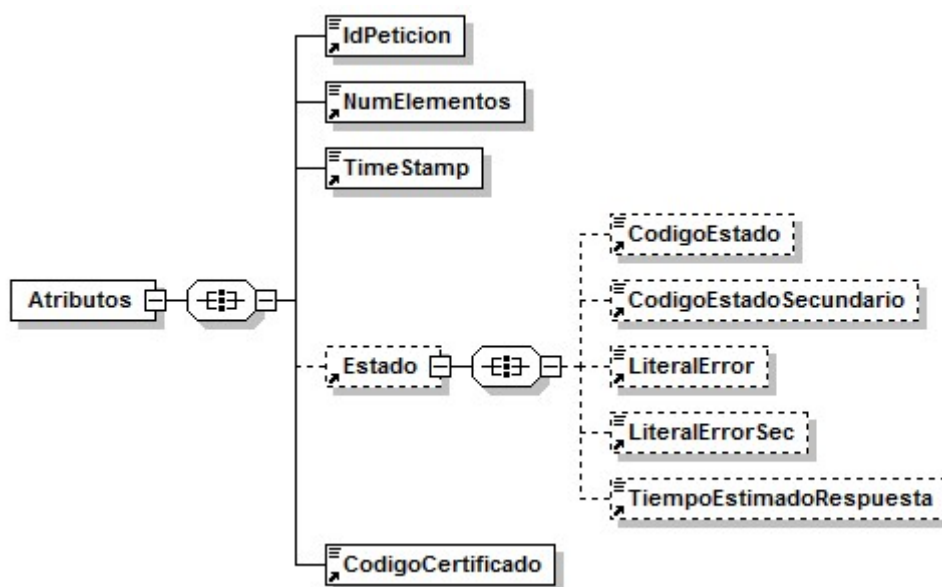 IdPeticion
NumElementos
TimeStamp
CodigoEstado
Atributos
CodigoEstadoSecundario
Estado
LiteralError
LiteralErrorSec
TiempoEstimadoRespuesta
CodigoCertificado